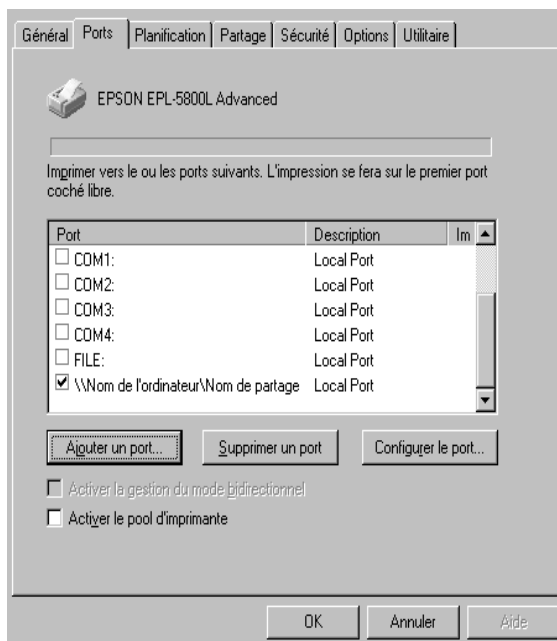 Général Ports Planification Partage Sécurité Options Utilitaire
EPSON EPL-5800L Advanced
Imprimer vers le ou les ports suivants. L'impression se fera sur le premier port
coché libre.
Port Description Im
COM1: Local Port
COM2: Local Port
COM3: Local Port
COM4: Local Port
FILE: Local Port
\\Nom de l'ordinateur\Nom de partage Local Port
Ajouter un port... Supprimer un port Configurer le port...
Activer la gestion du mode bidirectionnel
Activer le pool d'imprimante
OK Annuler Aide